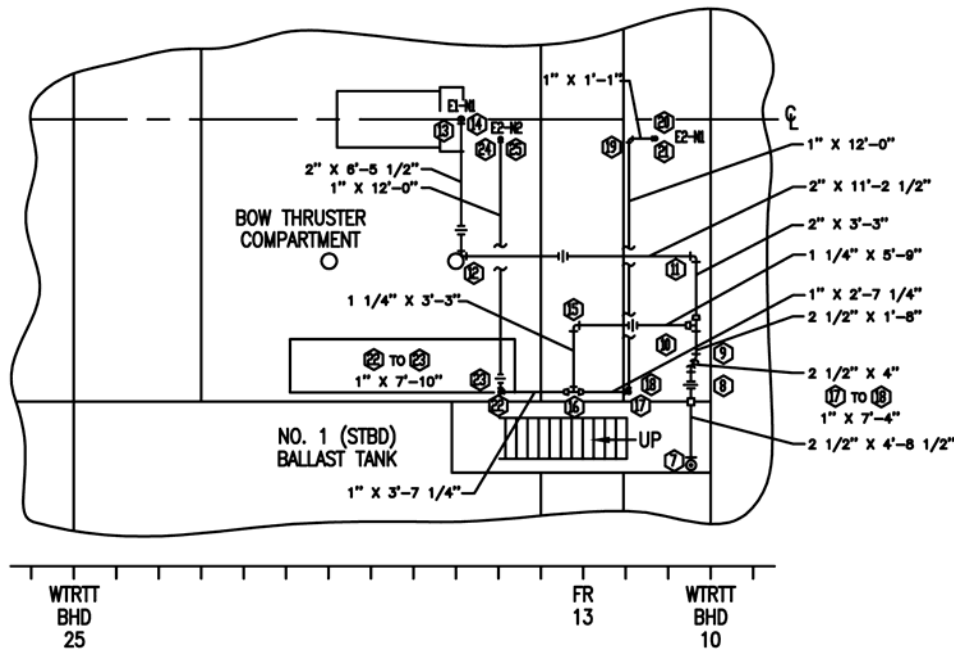 1" X 1'-1"
E1-N1
13
14
E2-N2
24
25
19
20
21
E2-N1
℄
2" X 6'-5 1/2"
1" X 12'-0"
1" X 12'-0"
2" X 11'-2 1/2"
2" X 3'-3"
1 1/4" X 5'-9"
1" X 2'-7 1/4"
2 1/2" X 1'-8"
2 1/2" X 4"
17 TO 18
1" X 7'-4"
2 1/2" X 4'-8 1/2"
BOW THRUSTER
COMPARTMENT
12
11
1 1/4" X 3'-3"
15
10
9
8
22 TO 23
1" X 7'-10"
23
22
16
17
18
NO. 1 (STBD)
BALLAST TANK
UP
7
1" X 3'-7 1/4"
WTRTT
BHD
25
FR
13
WTRTT
BHD
10